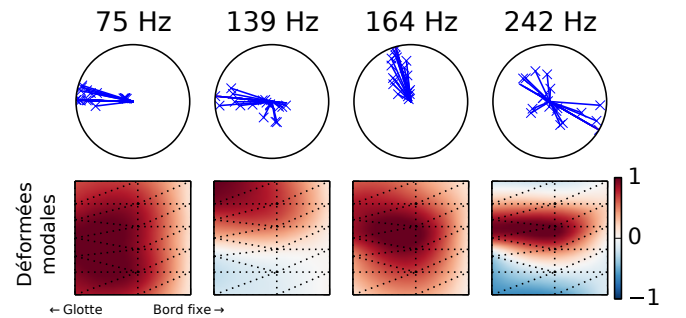 75 Hz 139 Hz 164 Hz 242 Hz
Déformées
modales
1
0
−1
←Glotte Bord fixe→